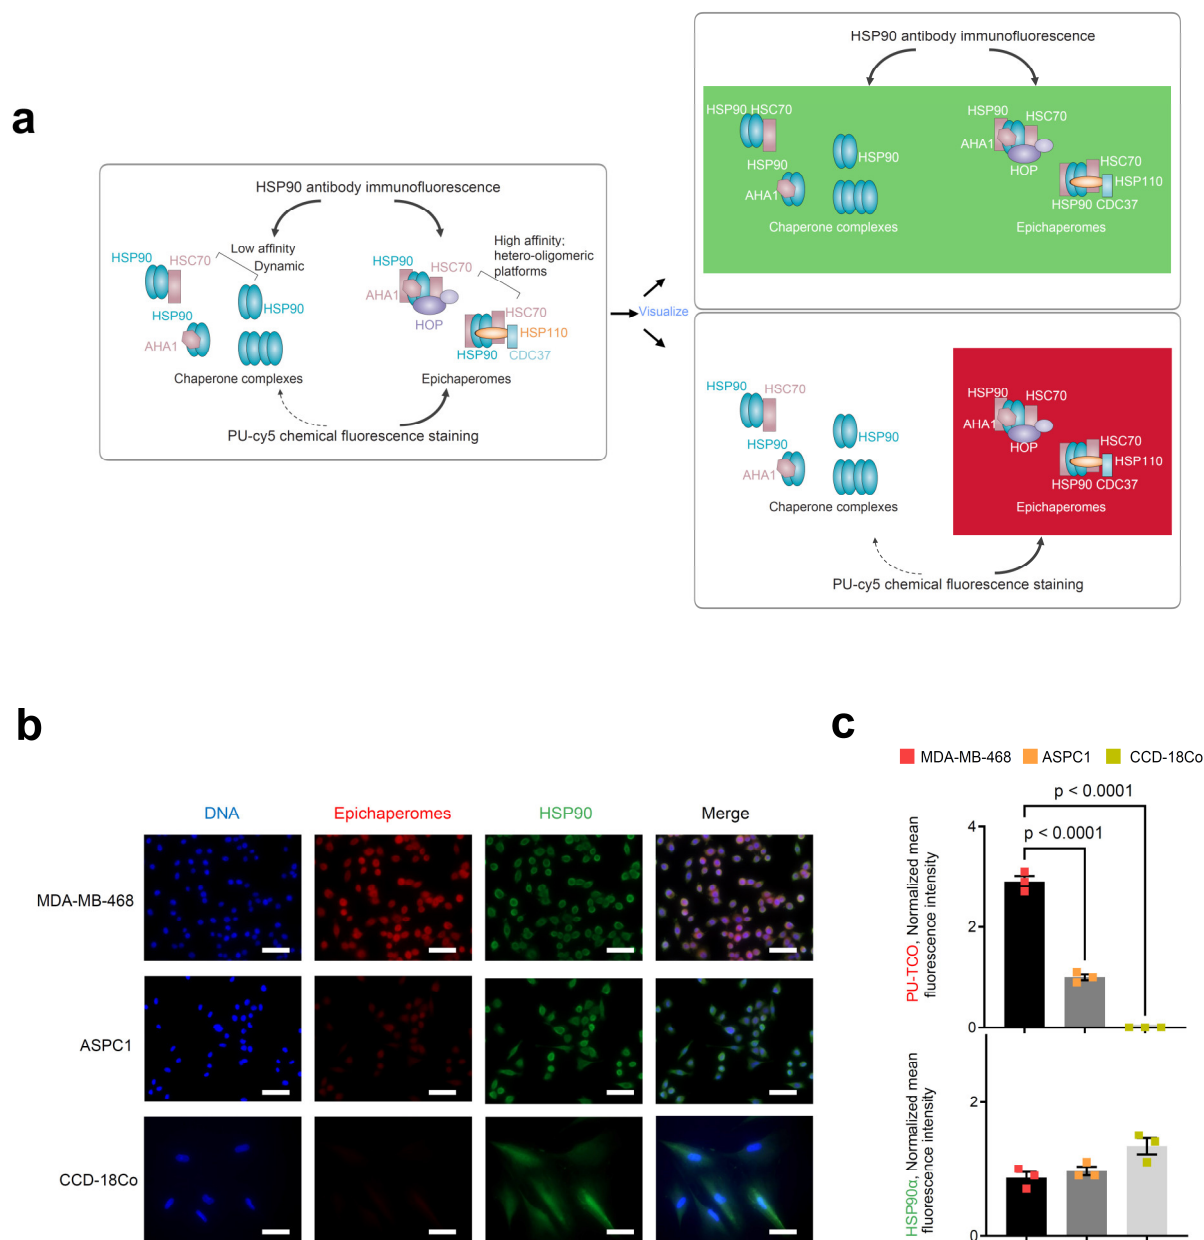 a
HSP90 antibody immunofluorescence
Low affinity
Dynamic
High affinity;
hetero-oligomeric
platforms
HSP90
HSC70
HSP90
HSP90
AHA1
Chaperone complexes
HSP90
HSC70
AHA1
HOP
HSC70
HSP110
HSP90
CDC37
Epichaperomes
PU-cy5 chemical fluorescence staining
Visualize
HSP90 antibody immunofluorescence
HSP90 HSC70
HSP90
HSP90
AHA1
Chaperone complexes
HSP90
HSC70
AHA1
HOP
HSC70
HSP110
HSP90 CDC37
Epichaperomes
HSP90
HSC70
HSP90
HSP90
AHA1
Chaperone complexes
HSP90
HSC70
AHA1
HOP
HSC70
HSP110
HSP90 CDC37
Epichaperomes
PU-cy5 chemical fluorescence staining
b
DNA
Epichaperomes
HSP90
Merge
MDA-MB-468
ASPC1
CCD-18Co
c
MDA-MB-468
ASPC1
CCD-18Co
p < 0.0001
p < 0.0001
PU-TCO, Normalized mean
fluorescence intensity
4
2
0
HSP90α, Normalized mean
fluorescence intensity
2
0